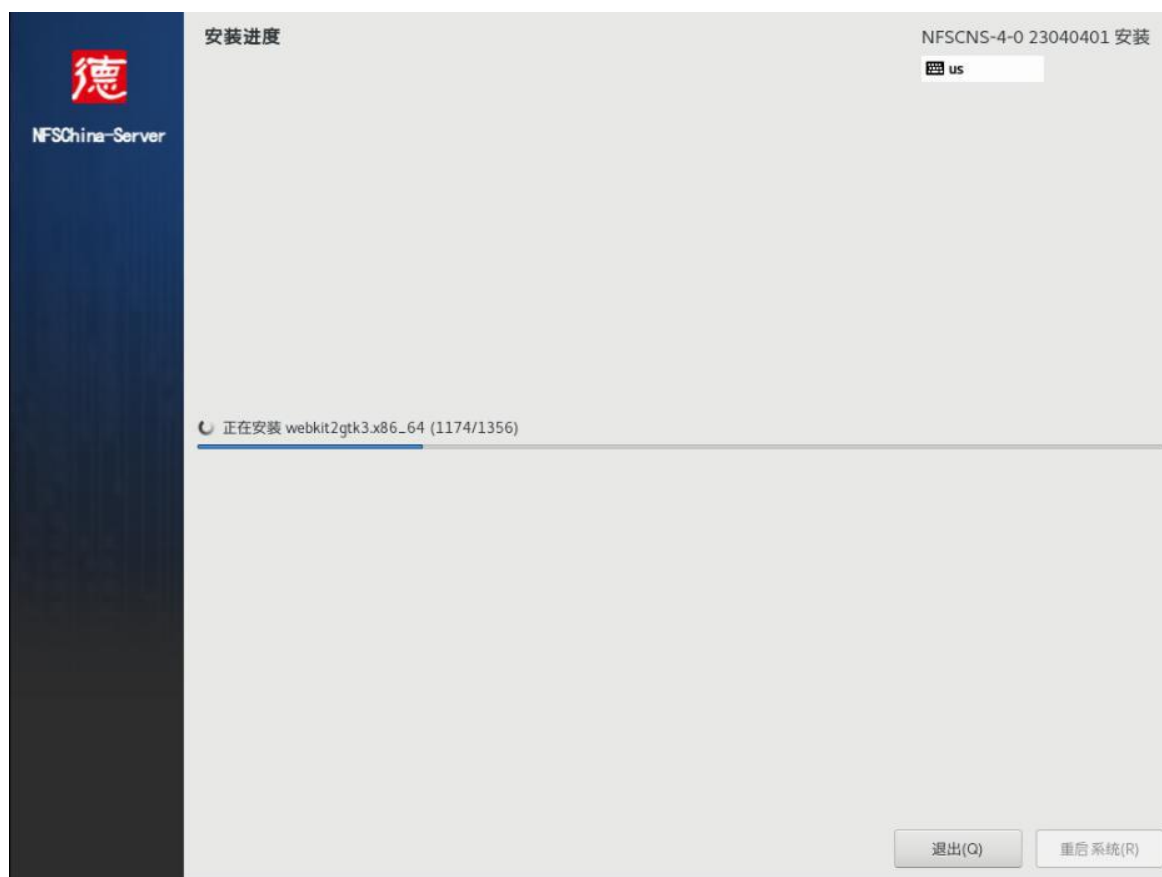 安装进度
NFSCNS-4-0 23040401 安装
us
德
NFSChina-Server
正在安装 webkit2gtk3.x86_64 (1174/1356)
退出(Q)
重启系统(R)